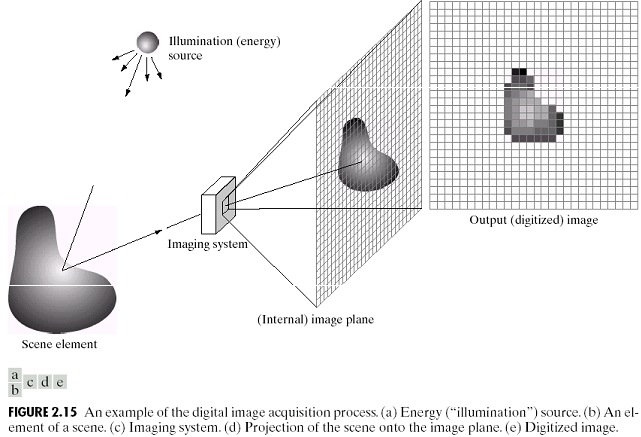 Illumination (energy)
source
Output (digitized) image
Imaging system
(Internal) image plane
Scene element
a
b c d e
FIGURE 2.15 An example of the digital image acquisition process. (a) Energy (“illumination”) source. (b) An el-
ement of a scene. (c) Imaging system. (d) Projection of the scene onto the image plane. (e) Digitized image.